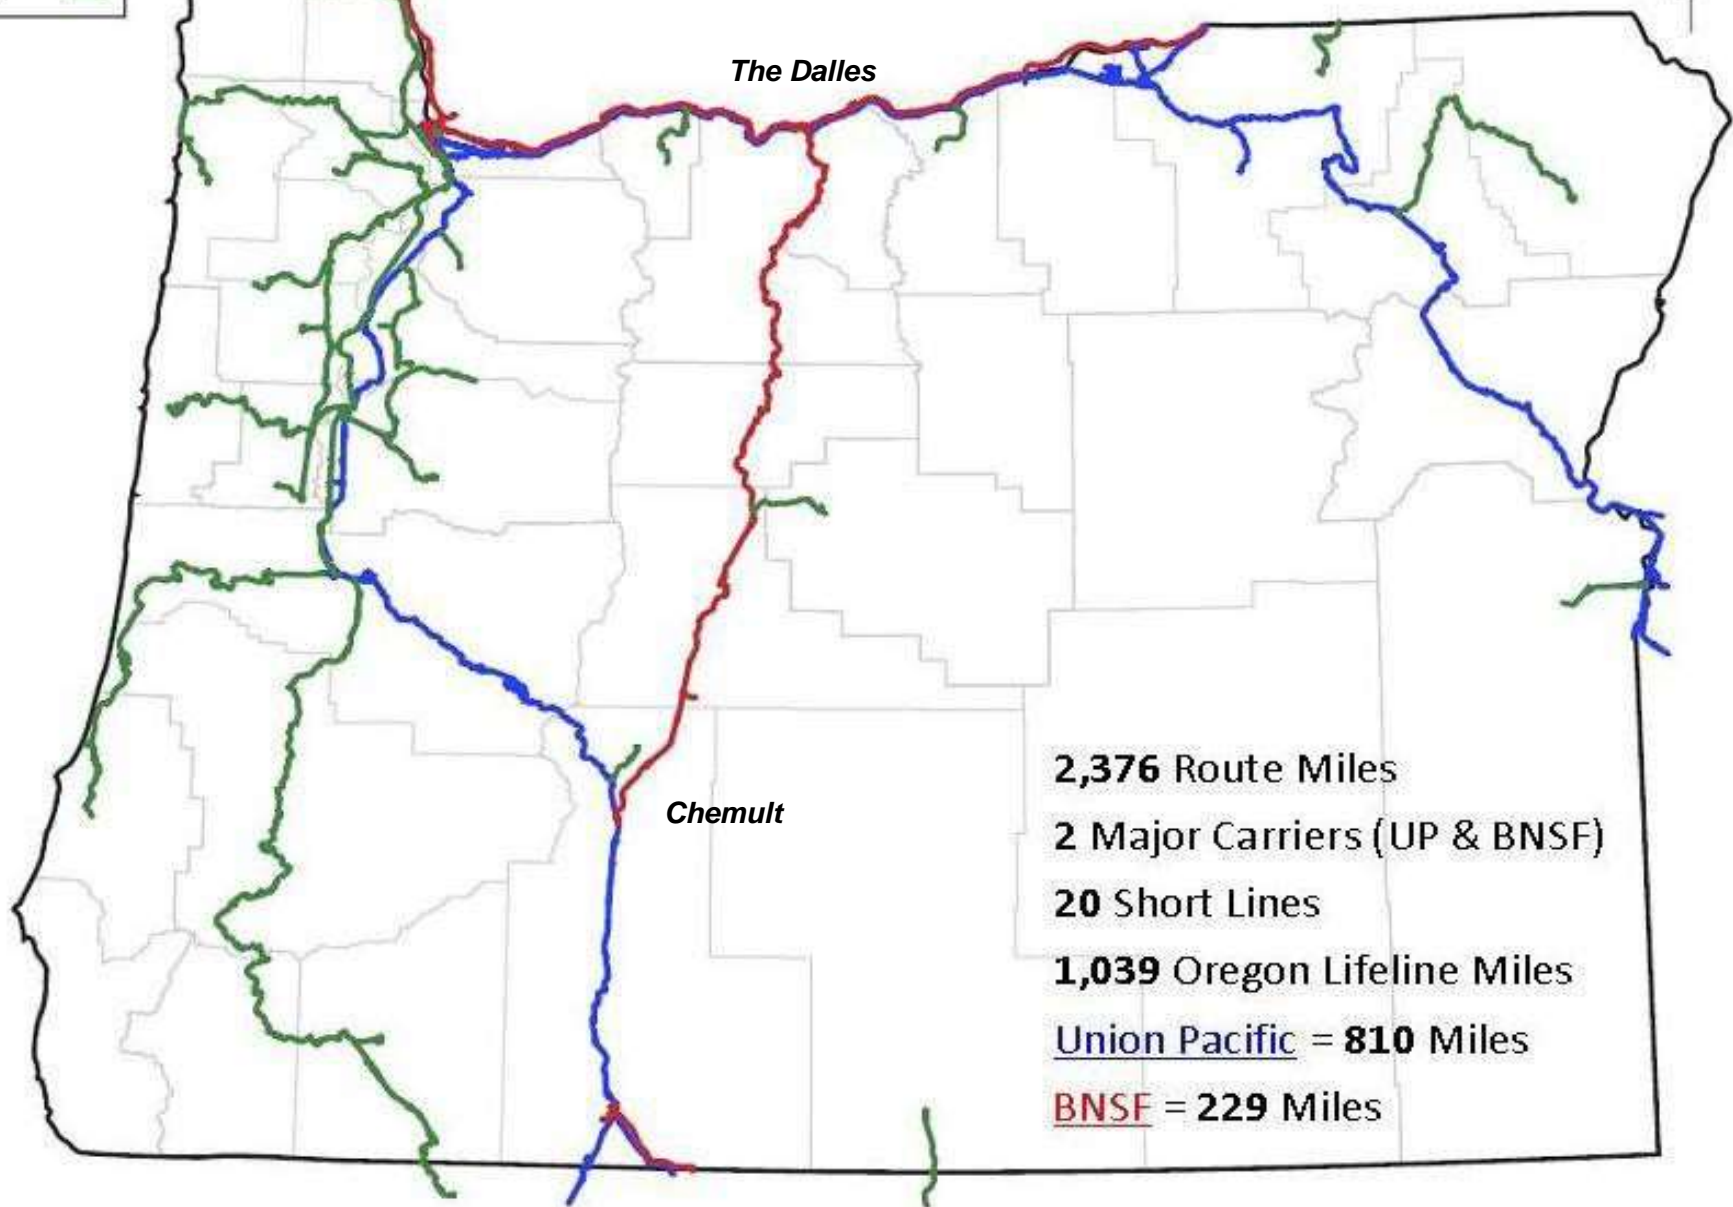 The Dalles
Chemult
2,376 Route Miles
2 Major Carriers (UP & BNSF)
20 Short Lines
1,039 Oregon Lifeline Miles
Union Pacific = 810 Miles
BNSF = 229 Miles